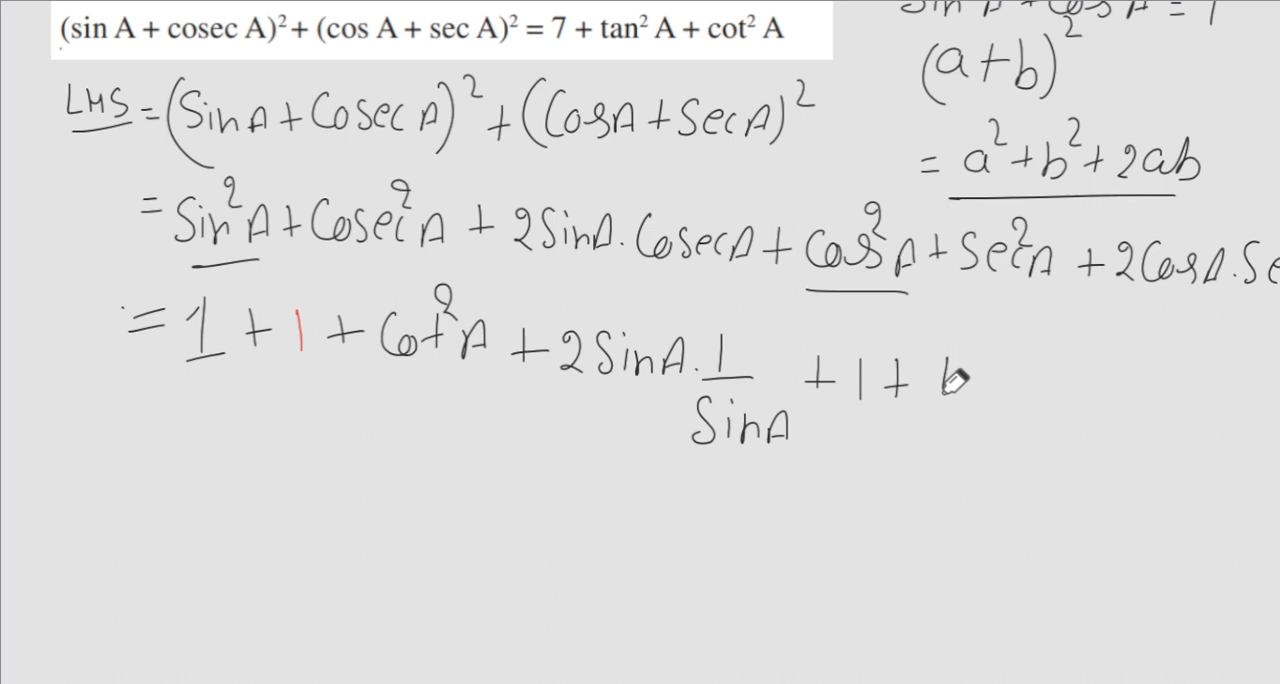 (sin A + cosec A)² + (cos A + sec A)² = 7 + tan² A + cot² A
(a+b)²
LHS = (SinA + CosecA)² + (CosA + SecA)²
= a² + b² + 2ab
= Sin²A + Cosec²A + 2SinA.CosecA + Cos²A + Sec²A + 2CosA.Se
= 1 + 1 + Cot²A + 2SinA.1/SinA + 1 +